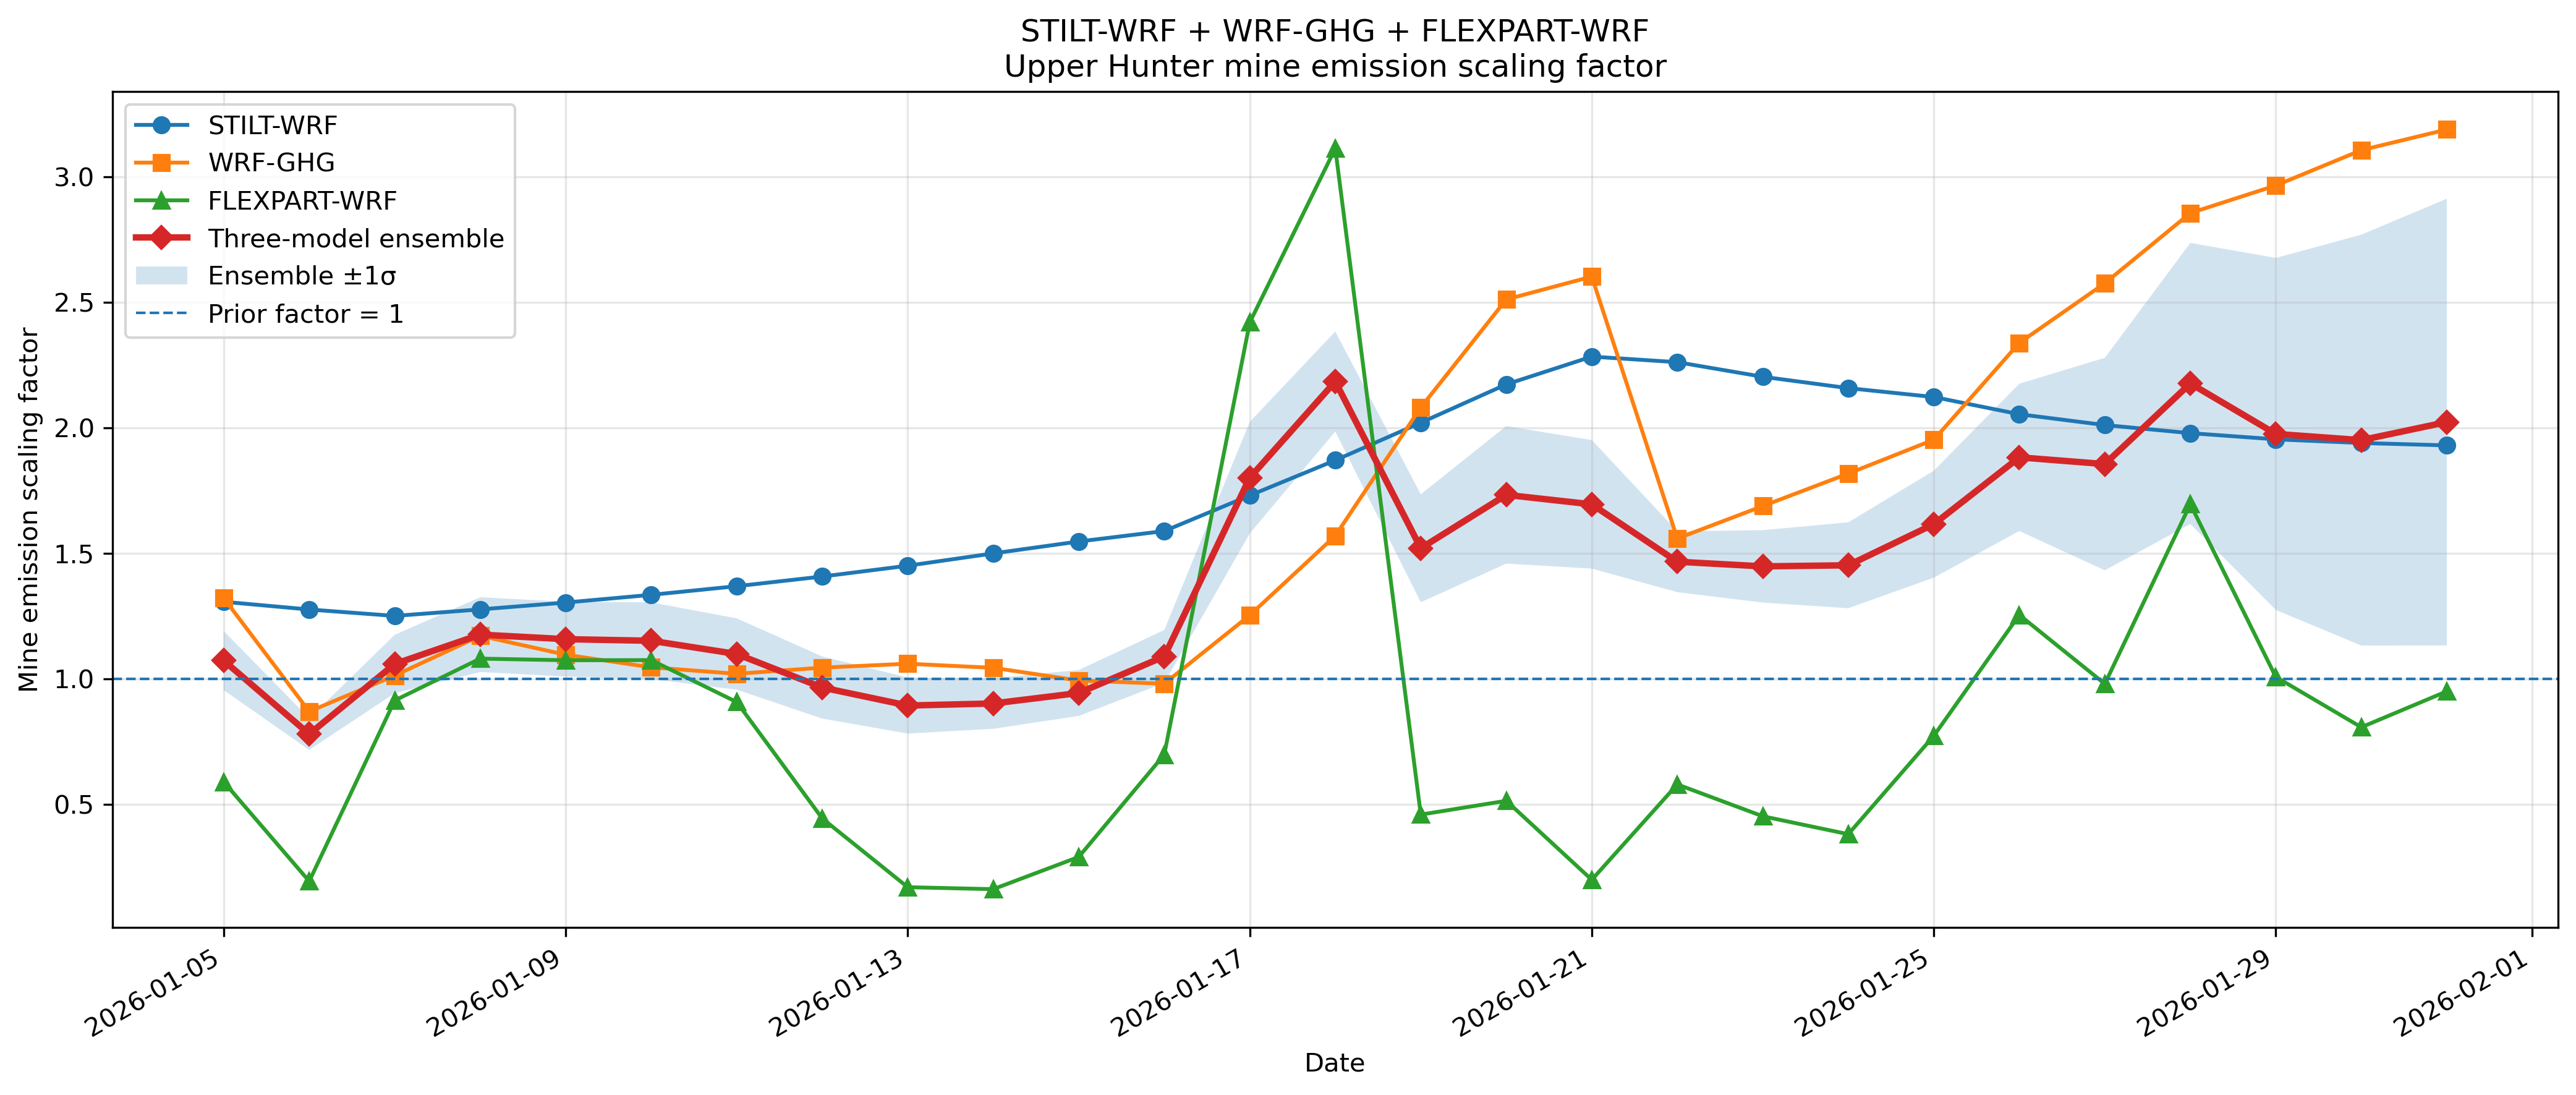 STILT-WRF + WRF-GHG + FLEXPART-WRF
Upper Hunter mine emission scaling factor
STILT-WRF
WRF-GHG
FLEXPART-WRF
Three-model ensemble
Ensemble ±1σ
Prior factor = 1
Mine emission scaling factor
3.0
2.5
2.0
1.5
1.0
0.5
2026-01-05
2026-01-09
2026-01-13
2026-01-17
2026-01-21
2026-01-25
2026-01-29
2026-02-01
Date